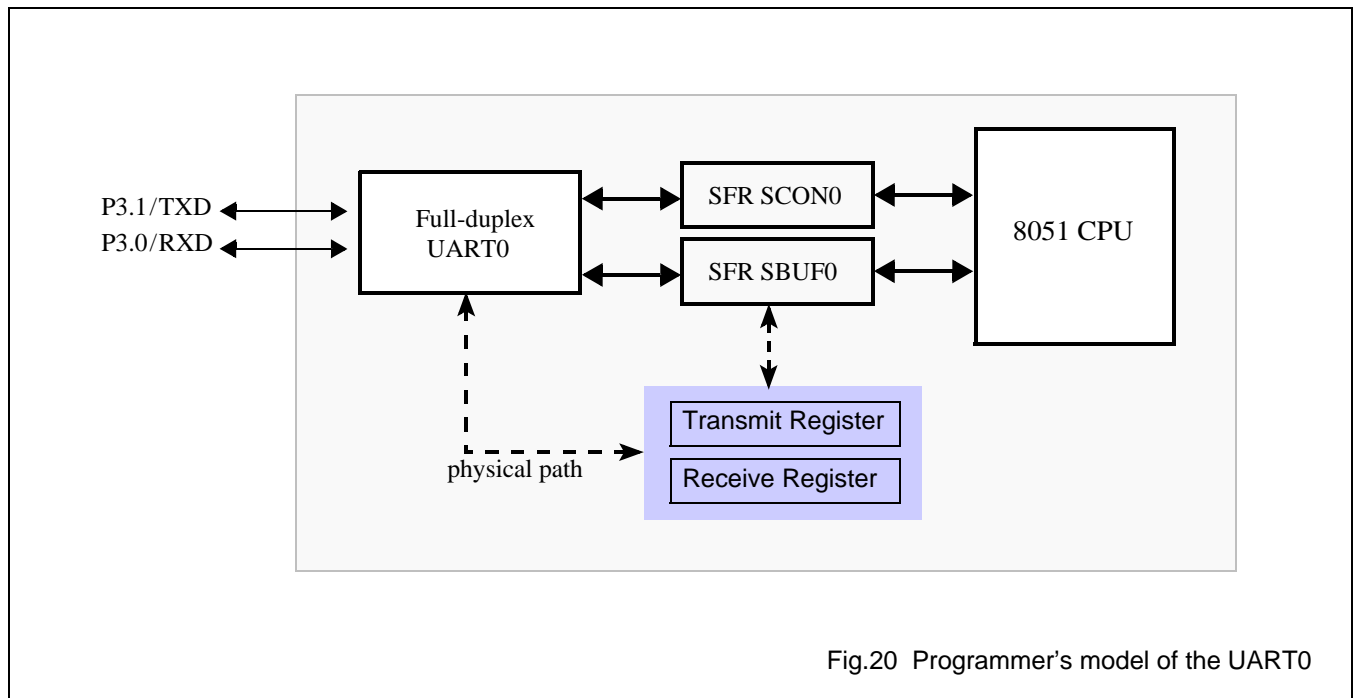 P3.1/TXD
P3.0/RXD
Full-duplex
UART0
SFR SCON0
SFR SBUF0
8051 CPU
Transmit Register
Receive Register
physical path
Fig.20 Programmer's model of the UART0